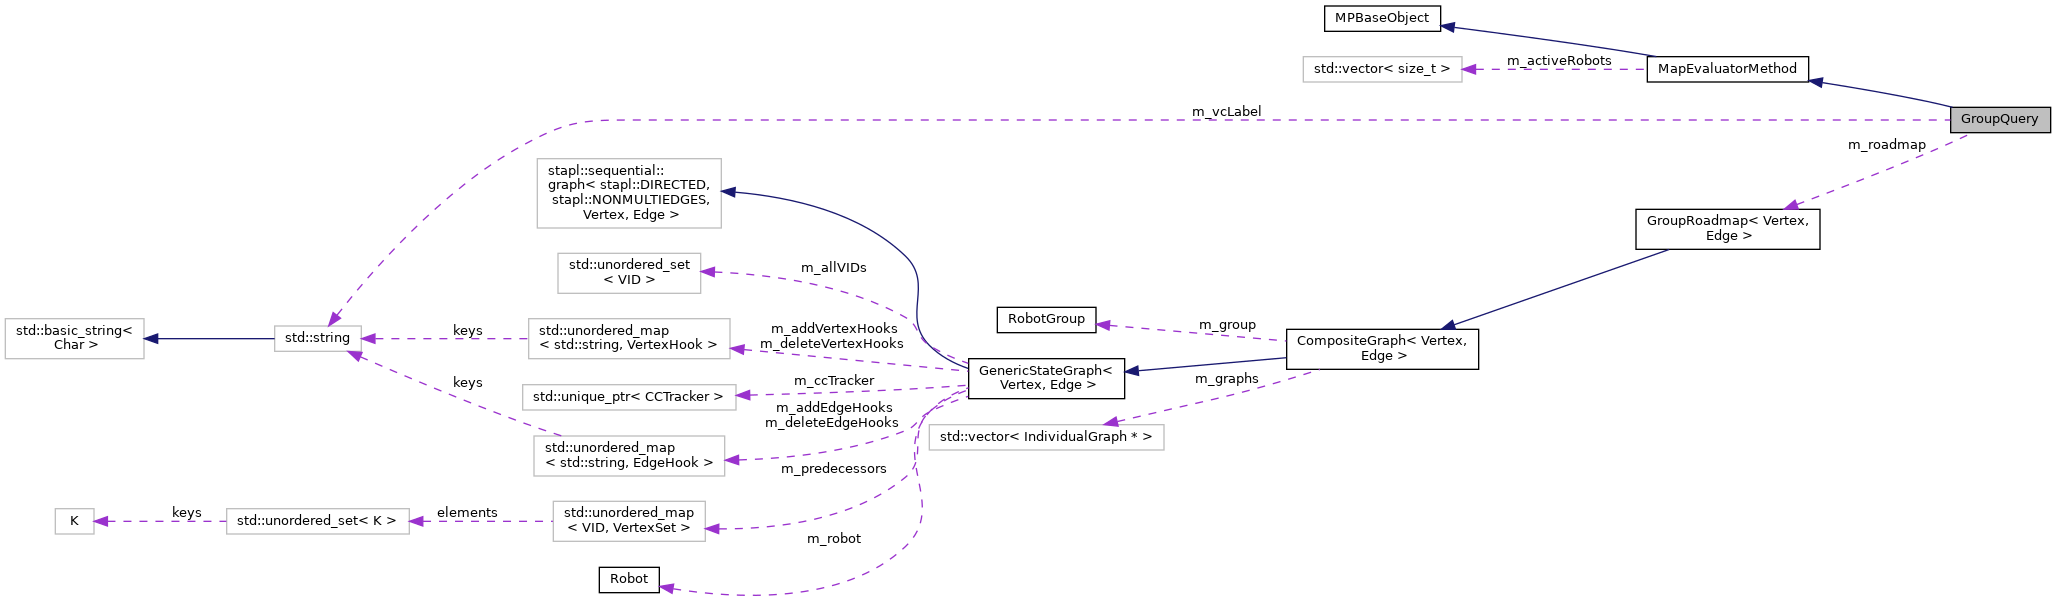 MPBaseObject
std::vector< size_t >
m_activeRobots
MapEvaluatorMethod
m_vcLabel
GroupQuery
m_roadmap
stapl::sequential::
graph< stapl::DIRECTED,
stapl::NONMULTIEDGES,
Vertex, Edge >
GroupRoadmap< Vertex,
Edge >
std::unordered_set
< VID >
m_allVIDs
RobotGroup
m_group
std::basic_string<
Char >
std::string
keys
std::unordered_map
< std::string, VertexHook >
m_addVertexHooks
m_deleteVertexHooks
CompositeGraph< Vertex,
Edge >
GenericStateGraph<
Vertex, Edge >
m_graphs
keys
std::unique_ptr< CCTracker >
m_ccTracker
m_addEdgeHooks
m_deleteEdgeHooks
std::vector< IndividualGraph * >
std::unordered_map
< std::string, EdgeHook >
m_predecessors
K
keys
std::unordered_set< K >
elements
std::unordered_map
< VID, VertexSet >
m_robot
Robot